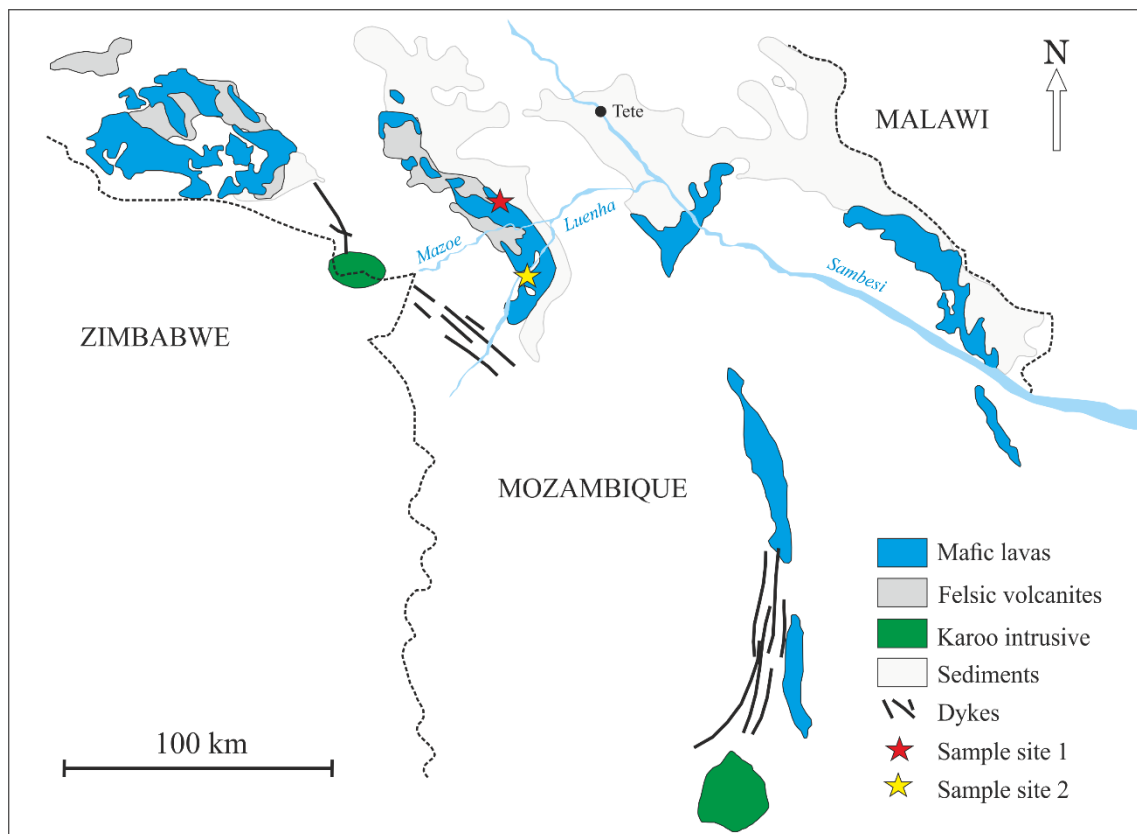 N
Tete
MALAWI
Luenha
Mazoe
Sambesi
ZIMBABWE
MOZAMBIQUE
Mafic lavas
Felsic volcanites
Karoo intrusive
Sediments
Dykes
100 km
Sample site 1
Sample site 2